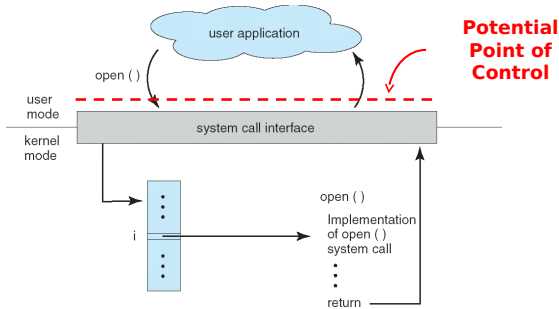 user application
Potential
Point of
Control
open ( )
user
mode
system call interface
kernel
mode
open ( )
i
Implementation
of open ( )
system call
return